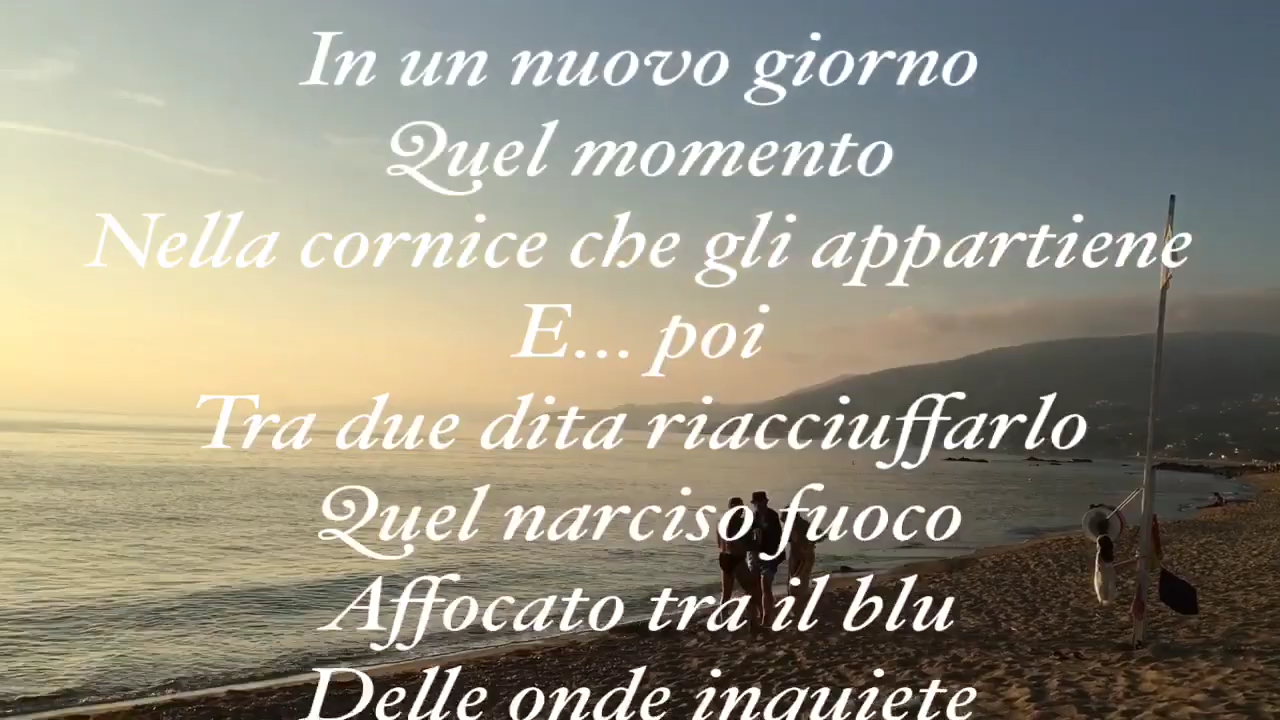 In un nuovo giorno
Quel momento
Nella cornice che gli appartiene
E... poi
Tra due dita riacciuffarlo
Quel narciso fuoco
Affocato tra il blu
Delle onde inquiete